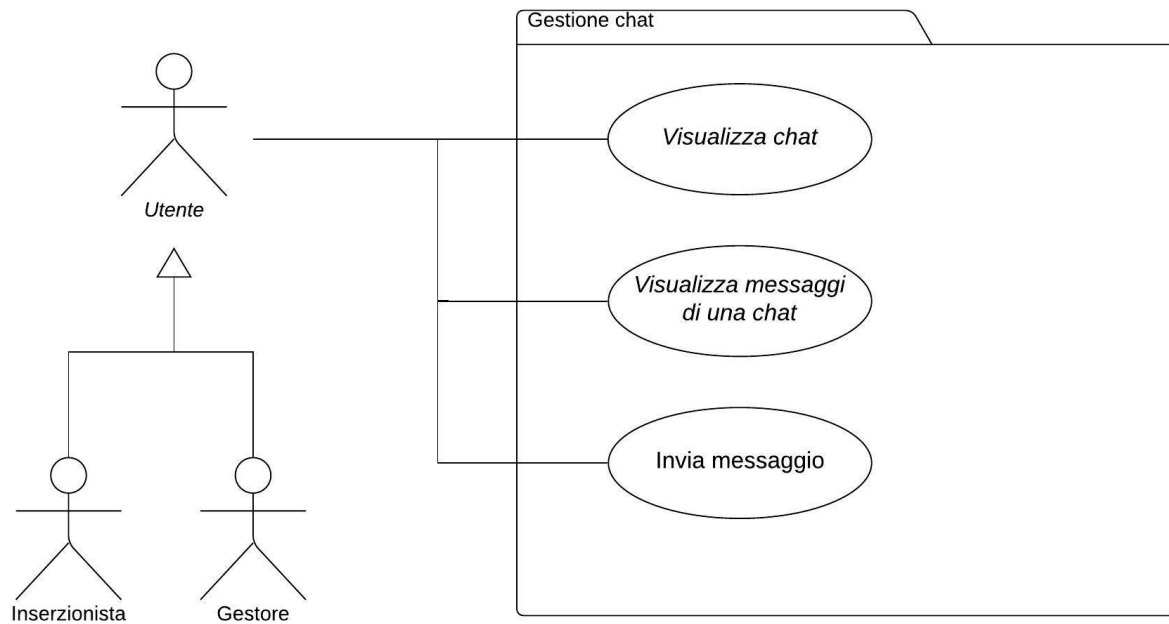 Gestione chat
Visualizza chat
Utente
Visualizza messaggi
di una chat
Invia messaggio
Inserzionista
Gestore